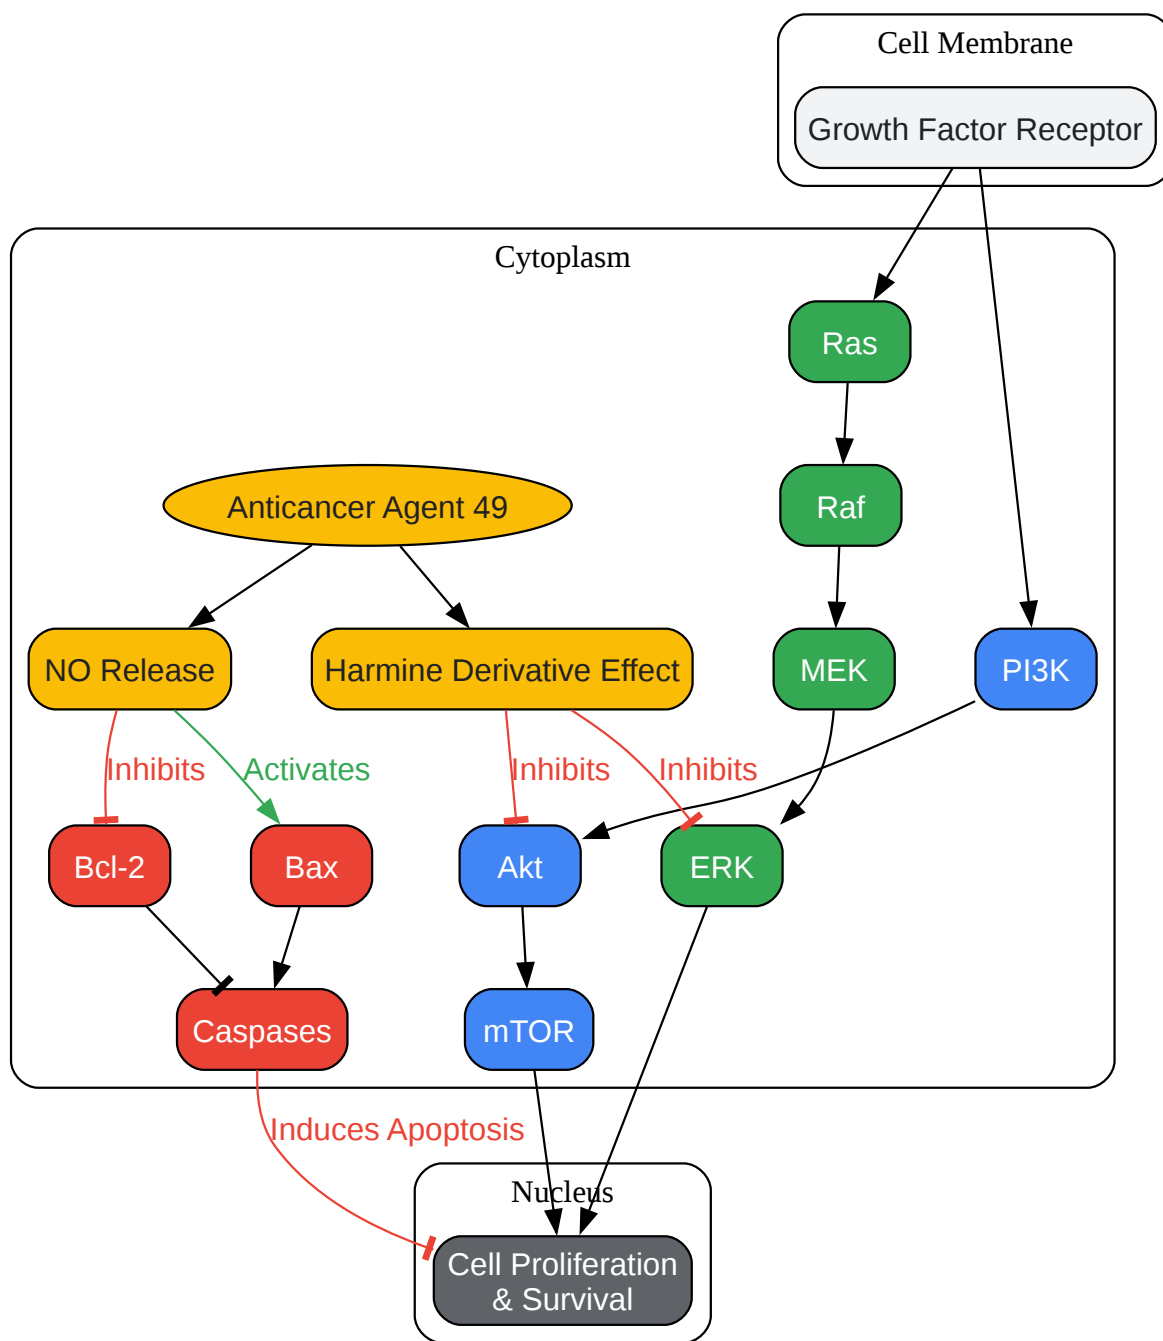 Cell Membrane
Growth Factor Receptor
Cytoplasm
Ras
Anticancer Agent 49
Raf
NO Release
Harmine Derivative Effect
MEK
PI3K
Inhibits
Activates
Inhibits
Inhibits
Bcl-2
Bax
Akt
ERK
Caspases
mTOR
Induces Apoptosis
Nucleus
Cell Proliferation
& Survival